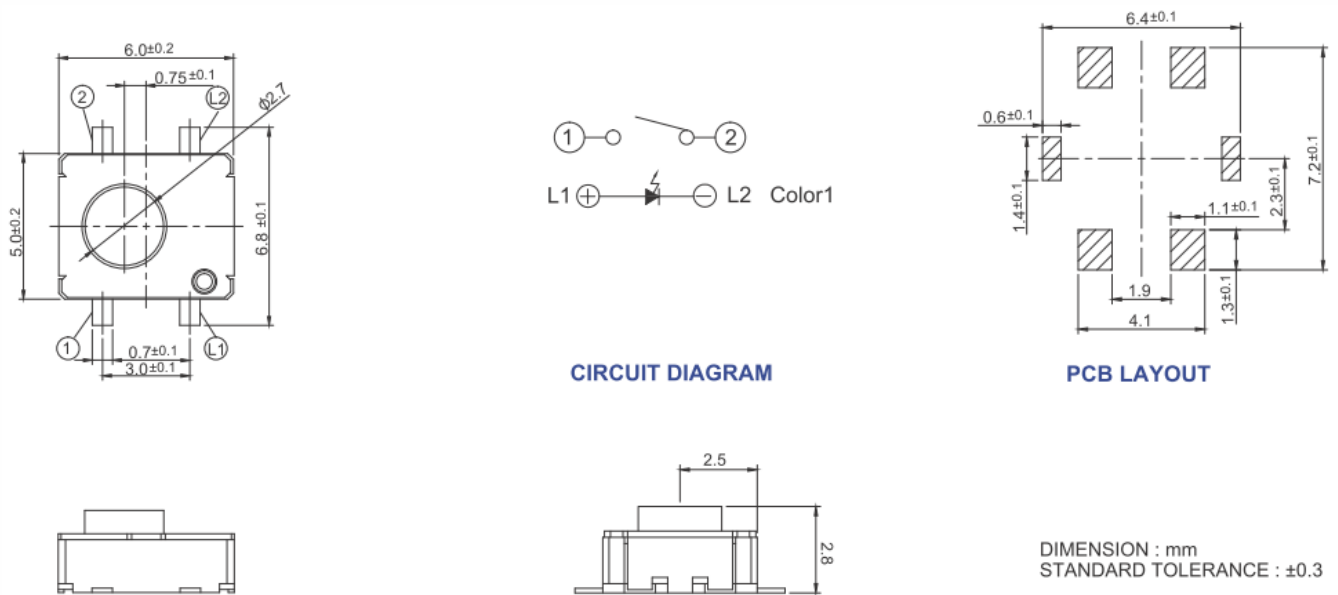 6.0±0.2
0.75±0.1
2
L2
Φ2.7
5.0±0.2
6.8±0.1
1
L1
0.7±0.1
3.0±0.1
1
2
L1 + − L2 Color1
CIRCUIT DIAGRAM
6.4±0.1
0.6±0.1
1.4±0.1
7.2±0.1
2.3±0.1
1.1±0.1
1.3±0.1
1.9
4.1
PCB LAYOUT
2.5
2.8
DIMENSION : mm
STANDARD TOLERANCE : ±0.3